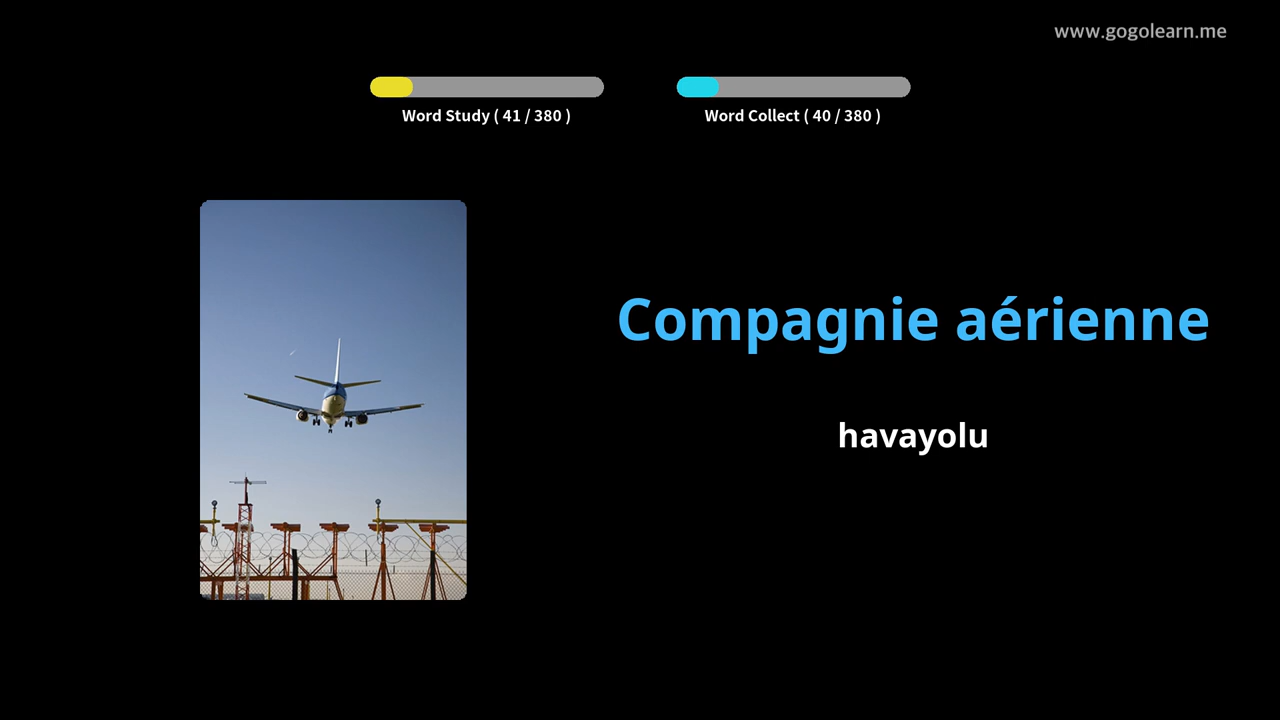 www.gogolearn.me
Word Study ( 41 / 380 )
Word Collect ( 40 / 380 )
Compagnie aérienne
havayolu